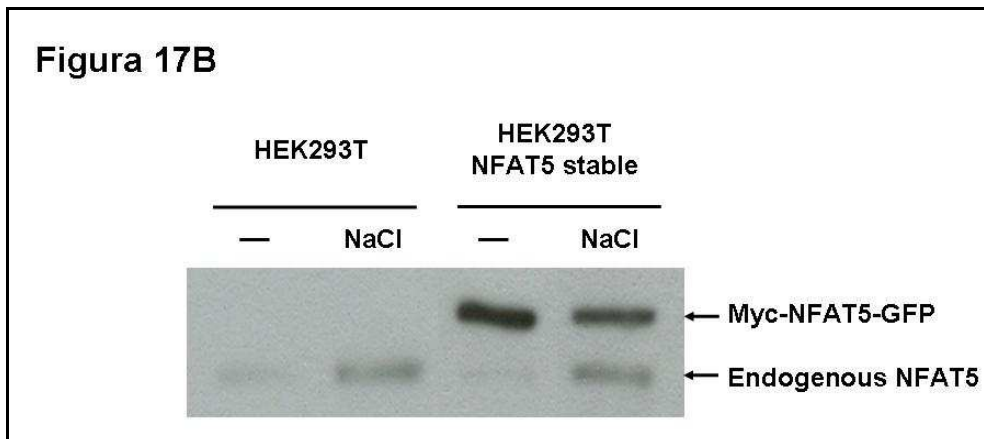 Figura 17B
HEK293T
HEK293T
NFAT5 stable
— NaCl — NaCl
Myc-NFAT5-GFP
Endogenous NFAT5